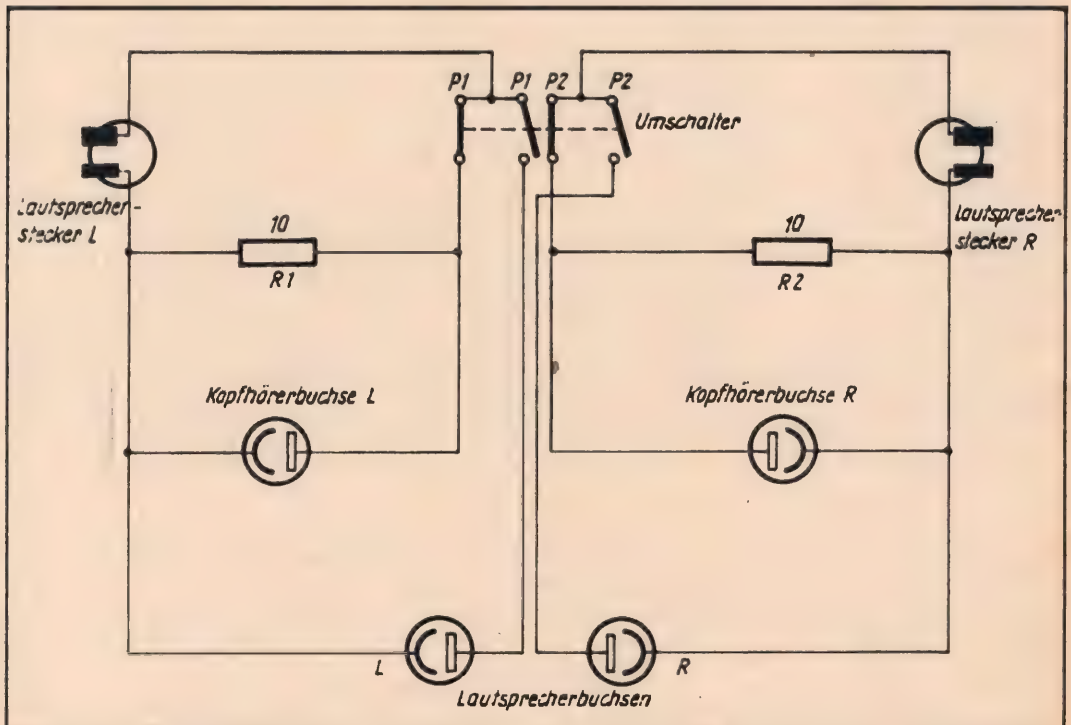 P1 P1 P2 P2
Umschalter
Lautsprecher-
stecker L
Lautsprecher
stecker R
10
R1
10
R2
Kopfhörerbuchse L
Kopfhörerbuchse R
L
R
Lautsprecherbuchsen